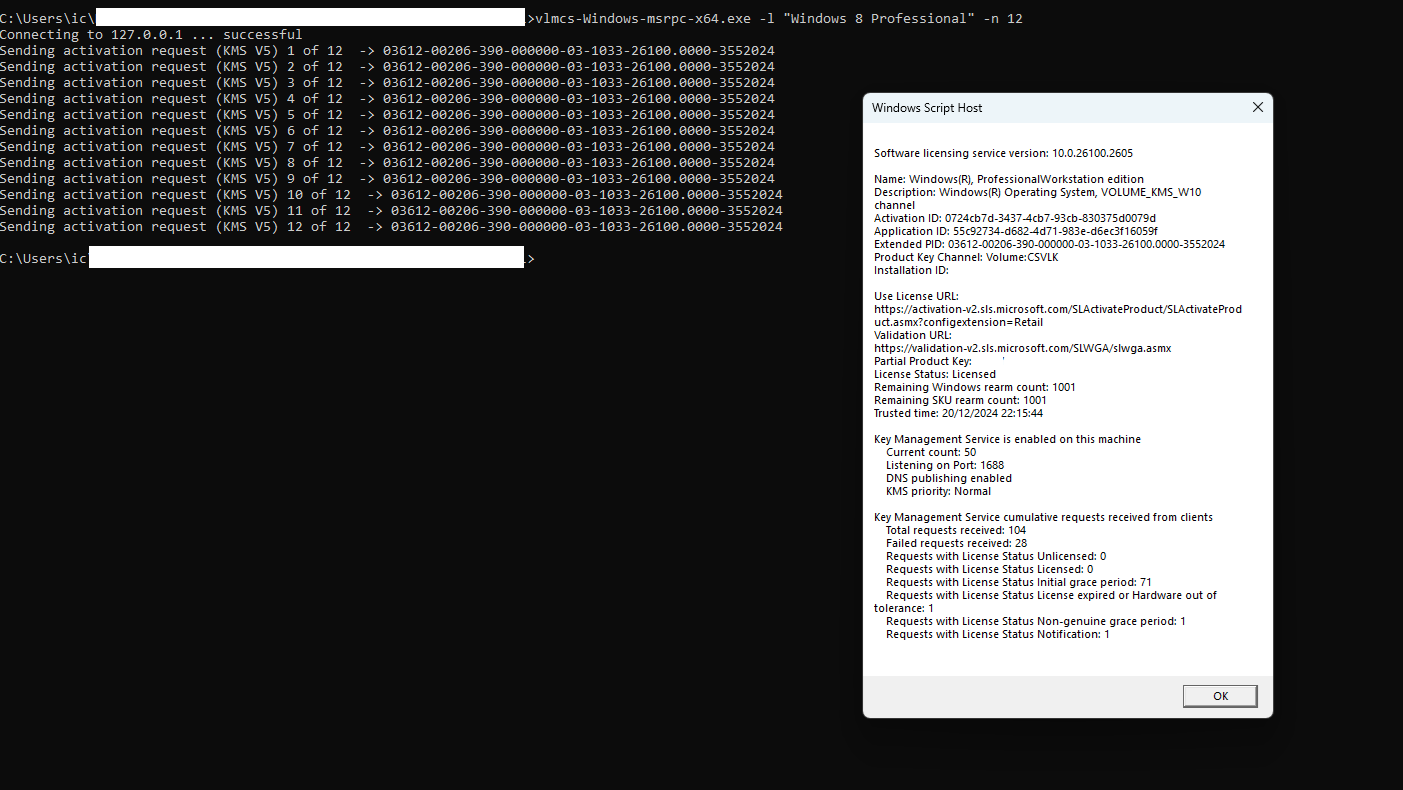 C:\Users\ic\>vlmcs-Windows-msrpc-x64.exe -l "Windows 8 Professional" -n 12
Connecting to 127.0.0.1 ... successful
Sending activation request (KMS V5) 1 of 12  -> 03612-00206-390-000000-03-1033-26100.0000-3552024
Sending activation request (KMS V5) 2 of 12  -> 03612-00206-390-000000-03-1033-26100.0000-3552024
Sending activation request (KMS V5) 3 of 12  -> 03612-00206-390-000000-03-1033-26100.0000-3552024
Sending activation request (KMS V5) 4 of 12  -> 03612-00206-390-000000-03-1033-26100.0000-3552024
Sending activation request (KMS V5) 5 of 12  -> 03612-00206-390-000000-03-1033-26100.0000-3552024
Sending activation request (KMS V5) 6 of 12  -> 03612-00206-390-000000-03-1033-26100.0000-3552024
Sending activation request (KMS V5) 7 of 12  -> 03612-00206-390-000000-03-1033-26100.0000-3552024
Sending activation request (KMS V5) 8 of 12  -> 03612-00206-390-000000-03-1033-26100.0000-3552024
Sending activation request (KMS V5) 9 of 12  -> 03612-00206-390-000000-03-1033-26100.0000-3552024
Sending activation request (KMS V5) 10 of 12  -> 03612-00206-390-000000-03-1033-26100.0000-3552024
Sending activation request (KMS V5) 11 of 12  -> 03612-00206-390-000000-03-1033-26100.0000-3552024
Sending activation request (KMS V5) 12 of 12  -> 03612-00206-390-000000-03-1033-26100.0000-3552024
C:\Users\ic>
Windows Script Host
Software licensing service version: 10.0.26100.2605
Name: Windows(R), ProfessionalWorkstation edition
Description: Windows(R) Operating System, VOLUME_KMS_W10
channel
Activation ID: 0724cb7d-3437-4cb7-93cb-830375d0079d
Application ID: 55c92734-d682-4d71-983e-d6ec3f16059f
Extended PID: 03612-00206-390-000000-03-1033-26100.0000-3552024
Product Key Channel: Volume:CSVLK
Installation ID:
Use License URL:
https://activation-v2.sls.microsoft.com/SLActivateProduct/SLActivateProd
uct.asmx?configextension=Retail
Validation URL:
https://validation-v2.sls.microsoft.com/SLWGA/slwga.asmx
Partial Product Key:
License Status: Licensed
Remaining Windows rearm count: 1001
Remaining SKU rearm count: 1001
Trusted time: 20/12/2024 22:15:44
Key Management Service is enabled on this machine
Current count: 50
Listening on Port: 1688
DNS publishing enabled
KMS priority: Normal
Key Management Service cumulative requests received from clients
Total requests received: 104
Failed requests received: 28
Requests with License Status Unlicensed: 0
Requests with License Status Licensed: 0
Requests with License Status Initial grace period: 71
Requests with License Status License expired or Hardware out of
tolerance: 1
Requests with License Status Non-genuine grace period: 1
Requests with License Status Notification: 1
OK